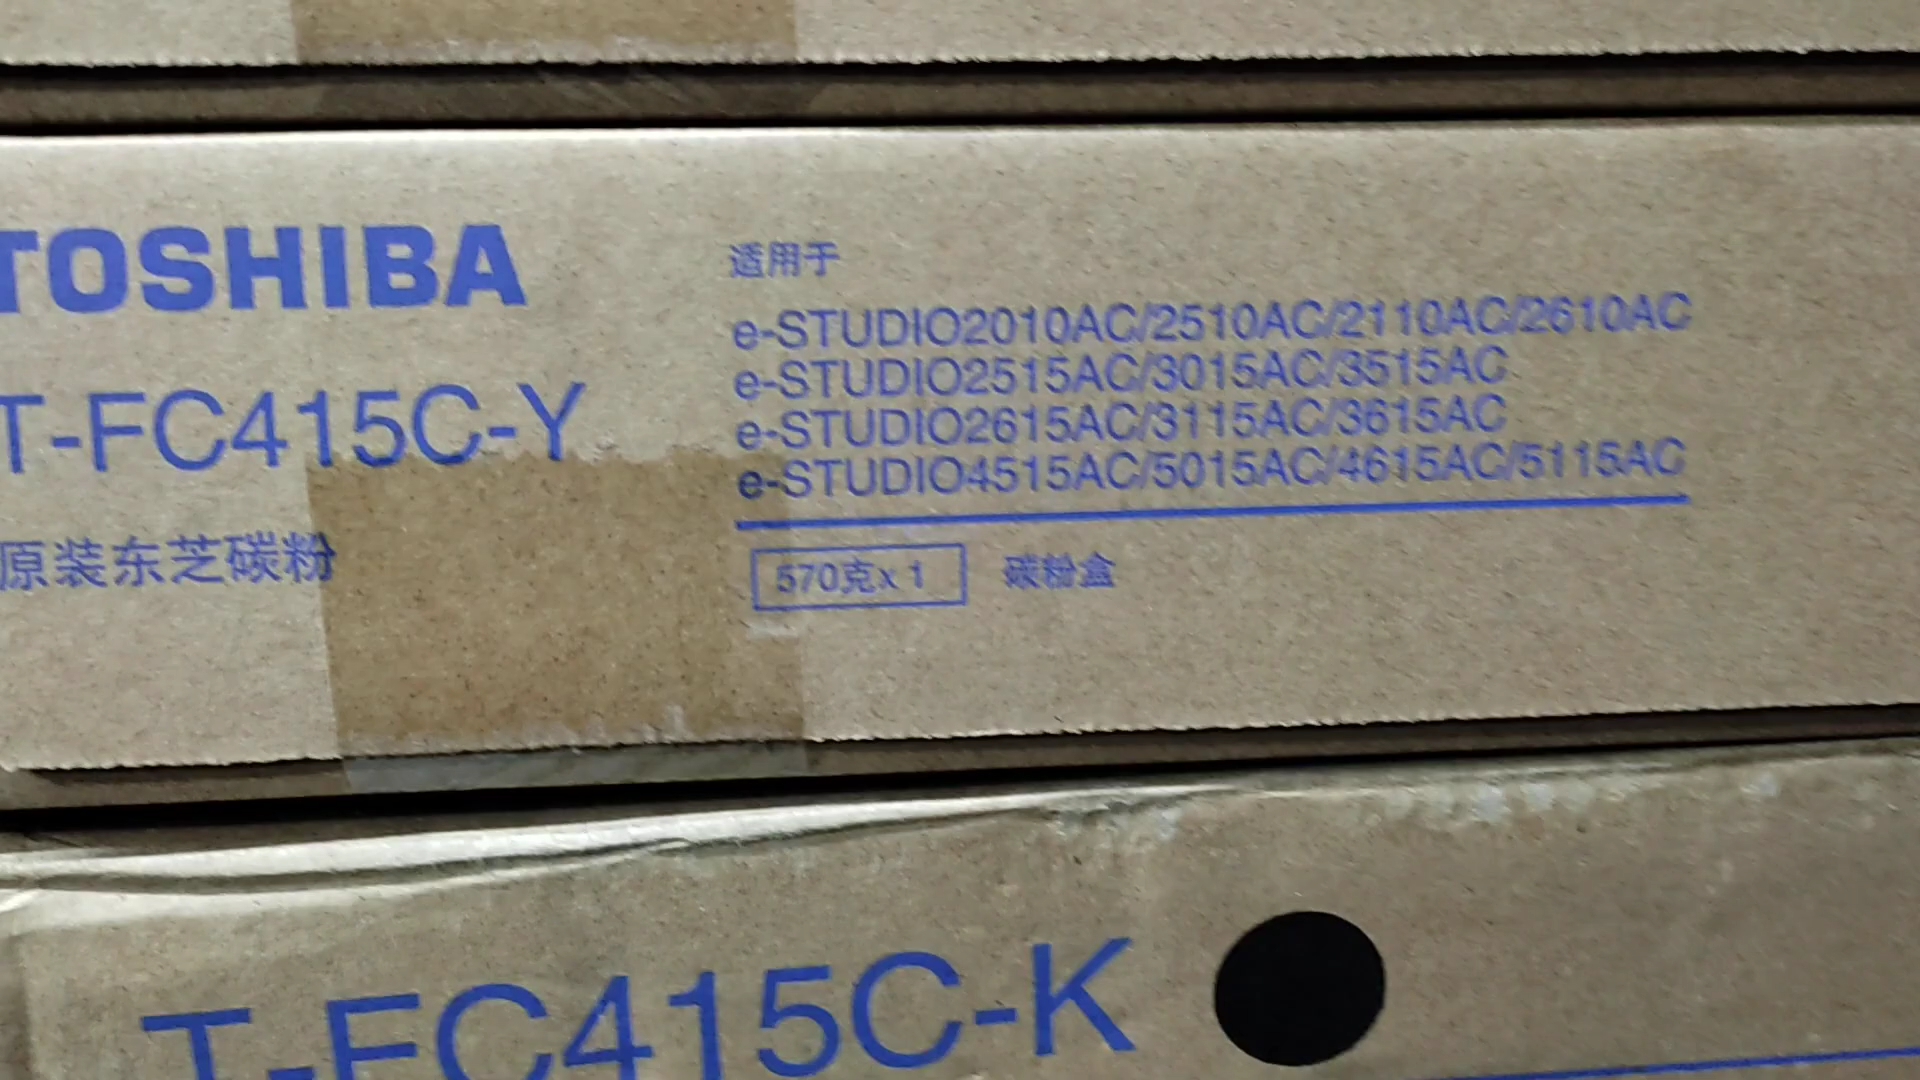 TOSHIBA
T-FC415C-Y
原装东芝碳粉
适用于
e-STUDIO2010AC/2510AC/2110AC/2610AC
e-STUDIO2515AC/3015AC/3515AC
e-STUDIO2615AC/3115AC/3615AC
e-STUDIO4515AC/5015AC/4615AC/5115AC
570克x1 碳粉盒
T-FC415C-K